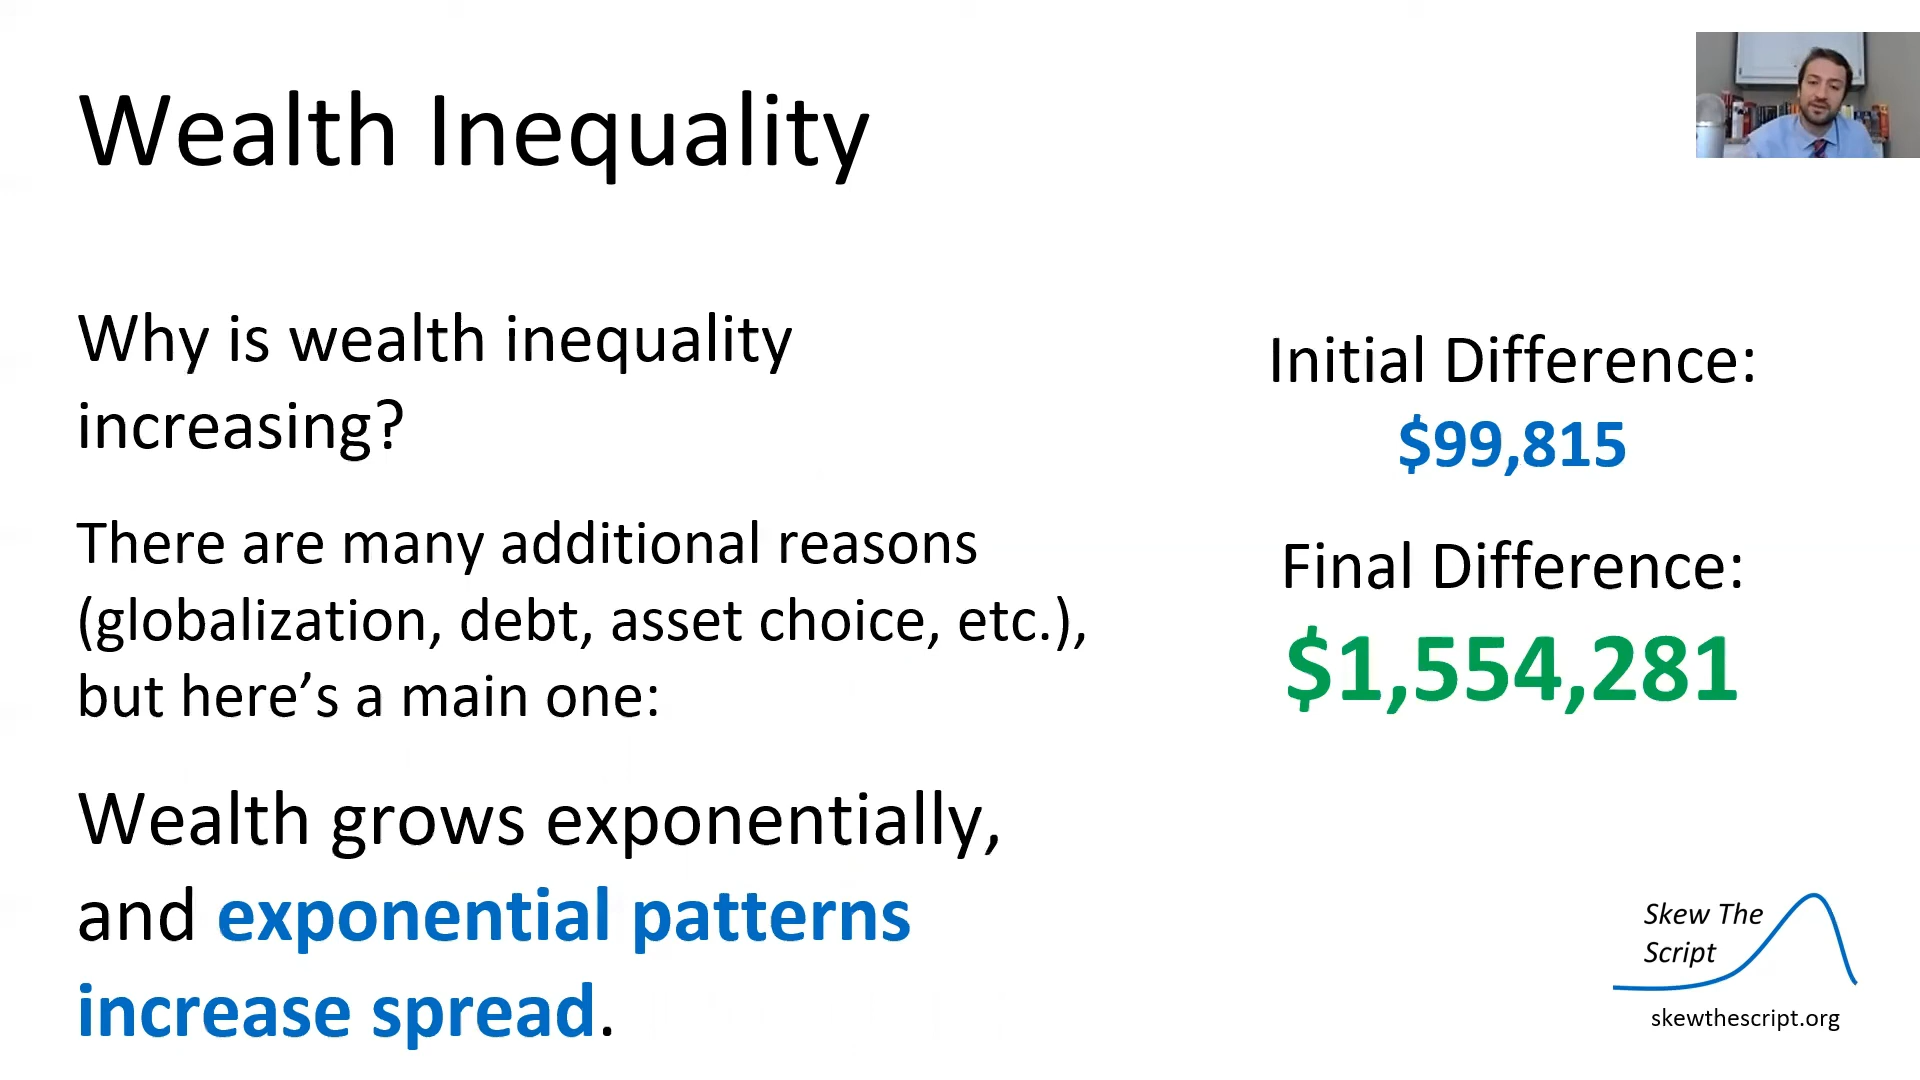 Wealth Inequality
Why is wealth inequality
increasing?
There are many additional reasons
(globalization, debt, asset choice, etc.),
but here’s a main one:
Wealth grows exponentially,
and exponential patterns
increase spread.
Initial Difference:
$99,815
Final Difference:
$1,554,281
Skew The
Script
skewthescript.org